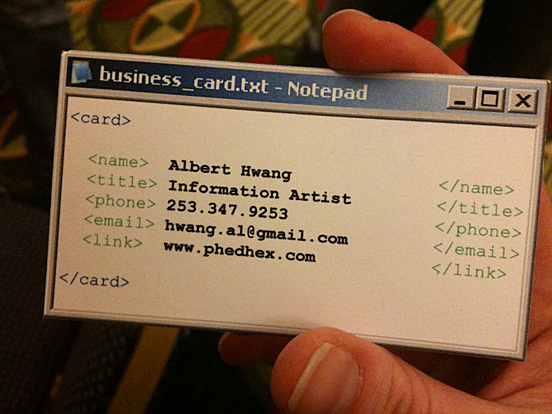 business_card.txt - Notepad
<card>
<name> Albert Hwang </name>
<title> Information Artist </title>
<phone> 253.347.9253 </phone>
<email> hwang.al@gmail.com </email>
<link> www.phedhex.com </link>
</card>